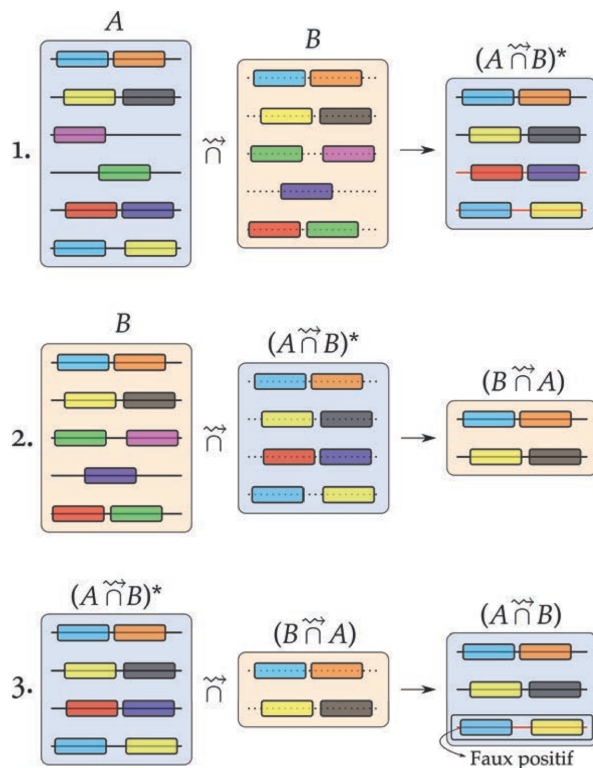 A
B
(A ⩃ B)*
1.
∩
→
B
(A ∩ B)*
(B ∩ A)
2.
∩
→
(A ∩ B)*
(B ∩ A)
(A ∩ B)
3.
∩
→
Faux positif